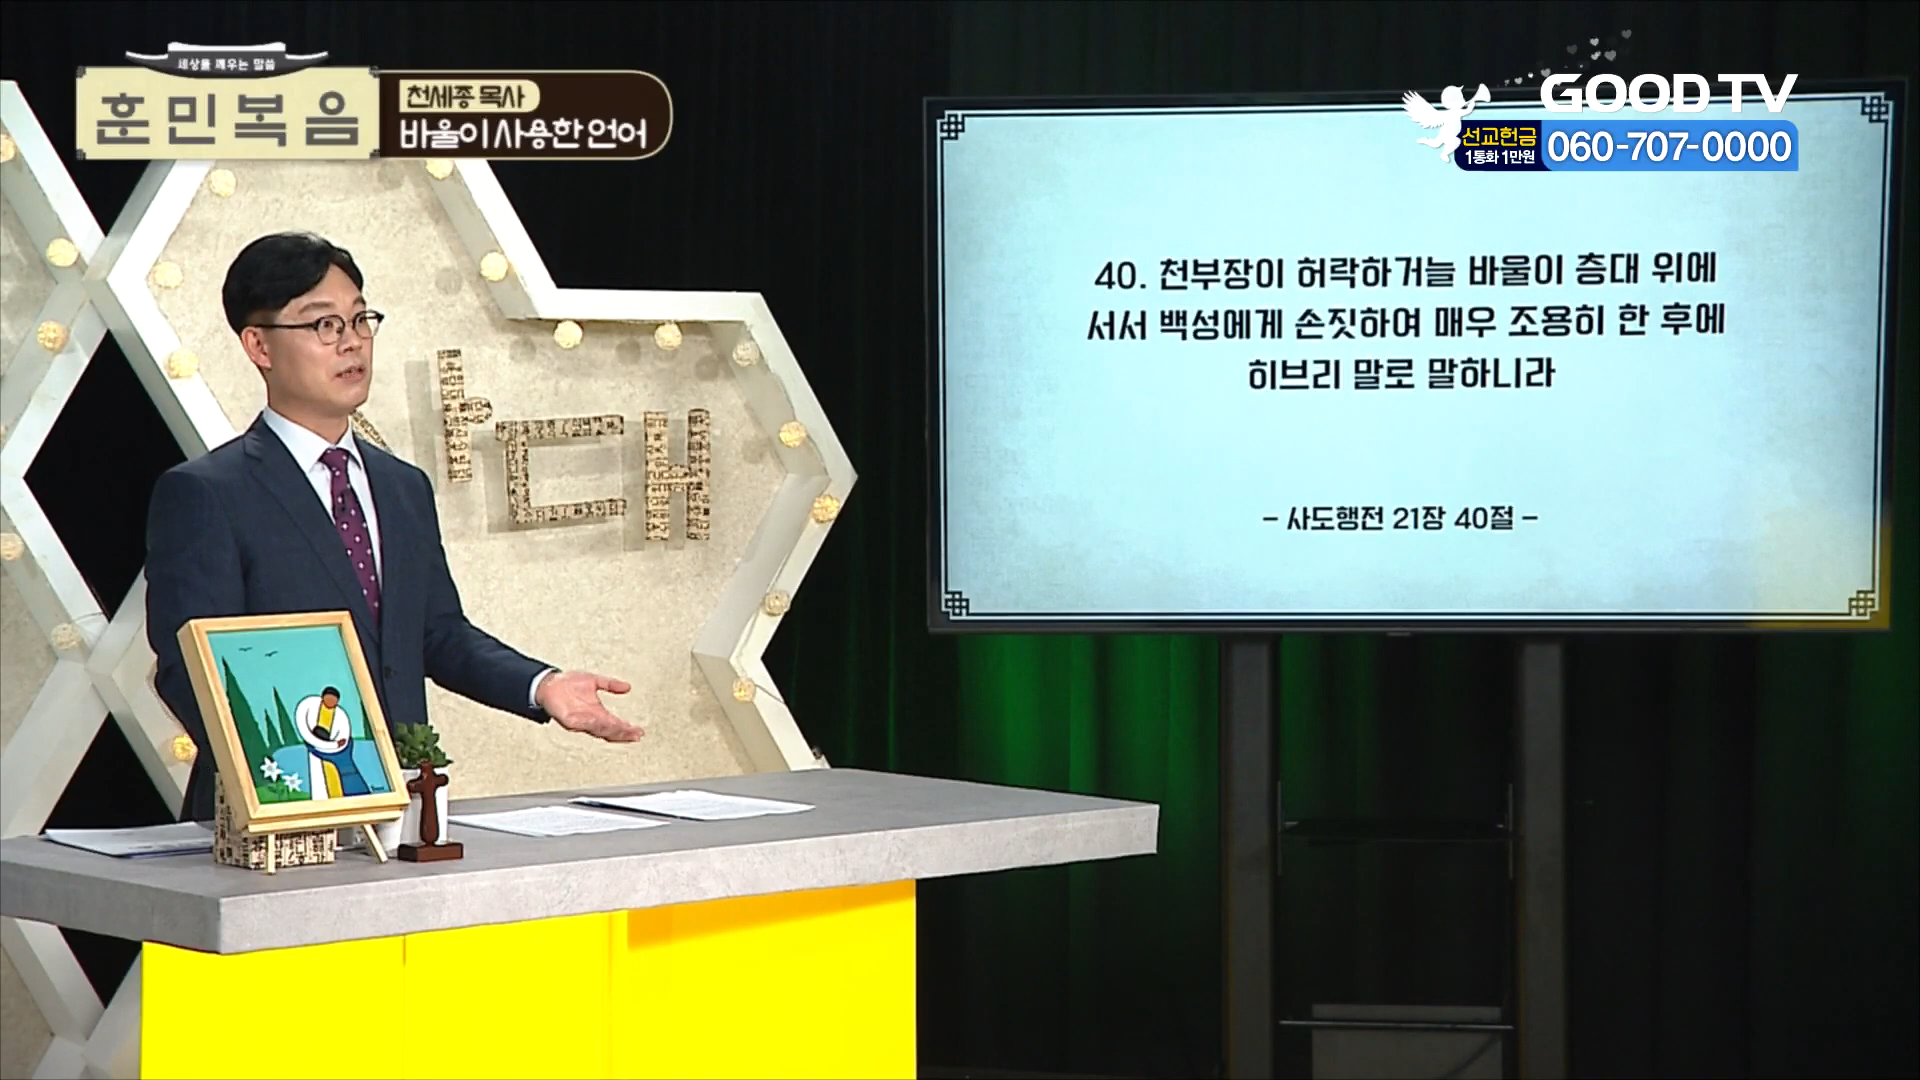 세상을 깨우는 말씀
훈민복음
천세종 목사
바울이 사용한 언어
GOODTV
선교헌금
1통화 1만원
060-707-0000
40. 천부장이 허락하거늘 바울이 층대 위에
서서 백성에게 손짓하여 매우 조용히 한 후에
히브리 말로 말하니라
- 사도행전 21장 40절 -
대